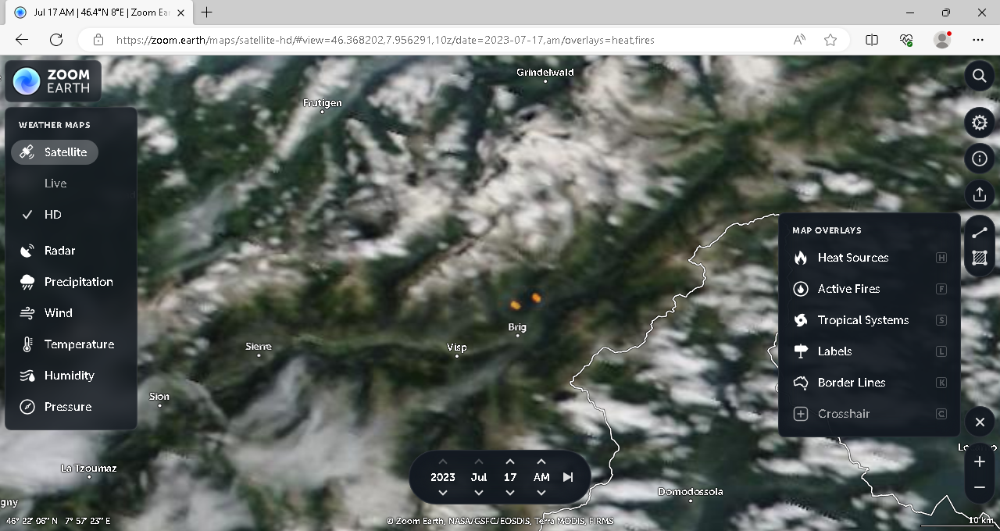 Jul 17 AM | 46.4°N 8°E | Zoom Ea
https://zoom.earth/maps/satellite-hd/#view=46.368202,7.956291,10z/date=2023-07-17,am/overlays=heat,fires
ZOOM
EARTH
WEATHER MAPS
Satellite
Live
HD
Radar
Precipitation
Wind
Temperature
Humidity
Pressure
Grindelwald
Frutigen
Brig
Sierre
Visp
Sion
La Tzoumaz
gny
Domodossola
MAP OVERLAYS
Heat Sources H
Active Fires F
Tropical Systems S
Labels L
Border Lines K
Crosshair C
2023 Jul 17 AM
46° 22' 06" N 7° 57' 23" E
© Zoom Earth, NASA/GSFC/EOSDIS, Terra MODIS, FIRMS
10 km